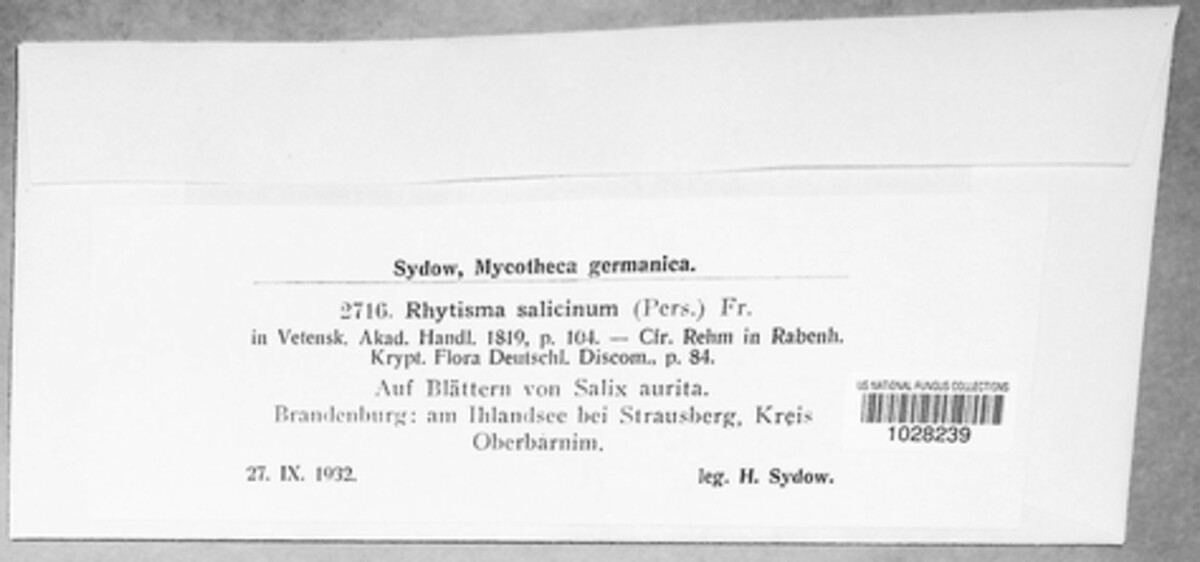 Sydow, Mycotheca germanica.
2716. Rhytisma salicinum (Pers.) Fr.
in Vetensk. Akad. Handl. 1819, p. 104. — Cfr. Rehm in Rabenh.
Krypt. Flora Deutschl. Discom., p. 84.
Auf Blättern von Salix aurita.
Brandenburg: am Ihlandsee bei Strausberg, Kreis
Oberbarnim.
27. IX. 1932.
leg. H. Sydow.
US NATIONAL FUNGUS COLLECTIONS
1028239